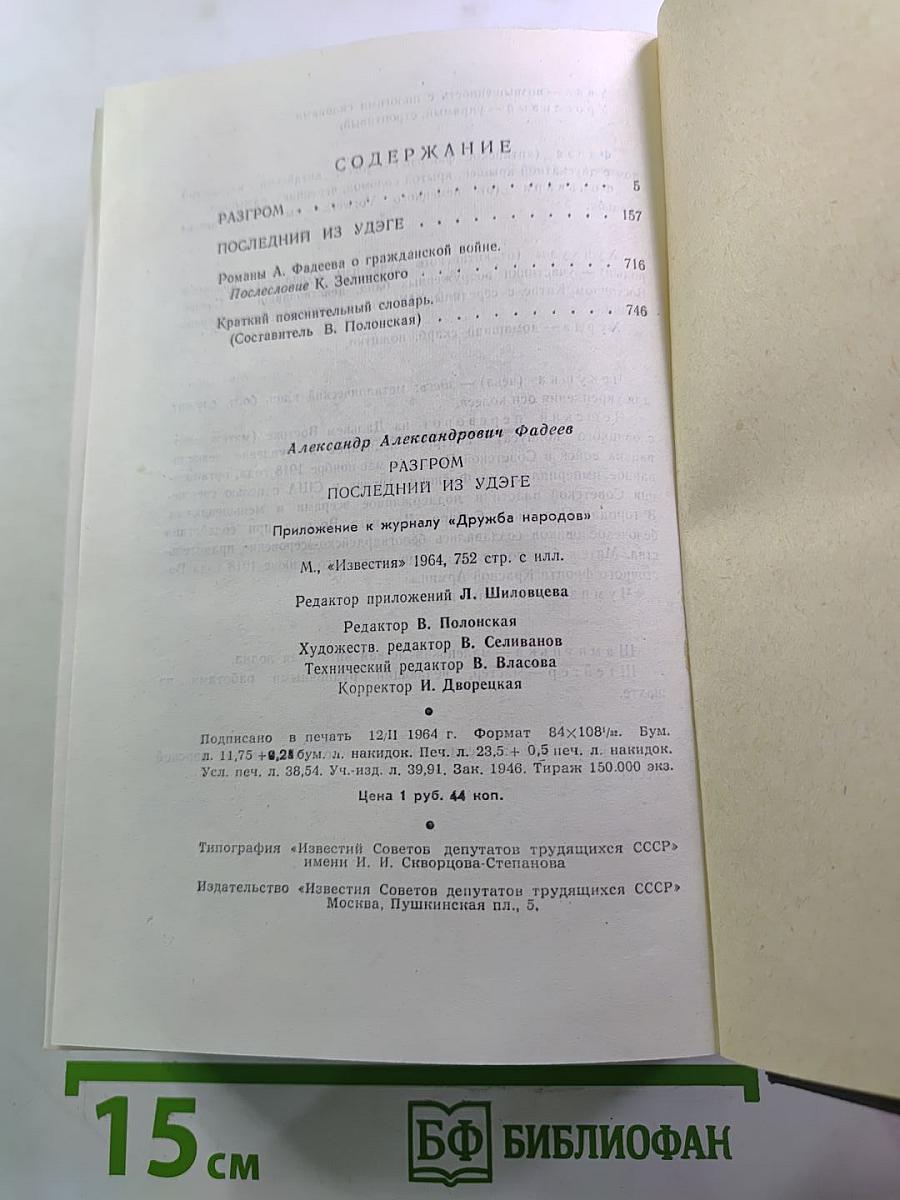 СОДЕРЖАНИЕ
РАЗГРОМ . . . . . . . . . . . . . . . . 5
ПОСЛЕДНИЙ ИЗ УДЭГЕ . . . . . . . . . . 157
Романы А. Фадеева о гражданской войне.
Послесловие К. Зелинского . . . . . . . . . . 716
Краткий пояснительный словарь.
(Составитель В. Полонская) . . . . . . . . . . 746
Александр Александрович Фадеев
РАЗГРОМ
ПОСЛЕДНИЙ ИЗ УДЭГЕ
Приложение к журналу «Дружба народов»
М., «Известия» 1964, 752 стр. с илл.
Редактор приложений Л. Шиловцева
Редактор В. Полонская
Художеств. редактор В. Селиванов
Технический редактор В. Власова
Корректор И. Дворецкая
Подписано в печать 12/II 1964 г. Формат 84×108¹/₃₂. Бум.
л. 11,75 + бум. л. накидок. Печ. л. 23,5 + 0,5 печ. л. накидок.
Усл. печ. л. 38,54. Уч.-изд. л. 39,91. Зак. 1946. Тираж 150.000 экз.
Цена 1 руб. 44 коп.
Типография «Известий Советов депутатов трудящихся СССР»
имени И. И. Скворцова-Степанова
Издательство «Известия Советов депутатов трудящихся СССР»
Москва, Пушкинская пл., 5.
15 см
БФ БИБЛИОФАН